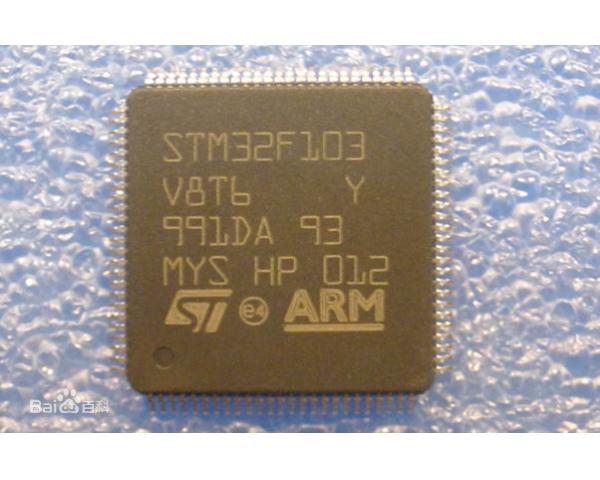 STM32F103
V8T6 Y
991DA 93
MYS HP 012
ST e4 ARM
Bai百科